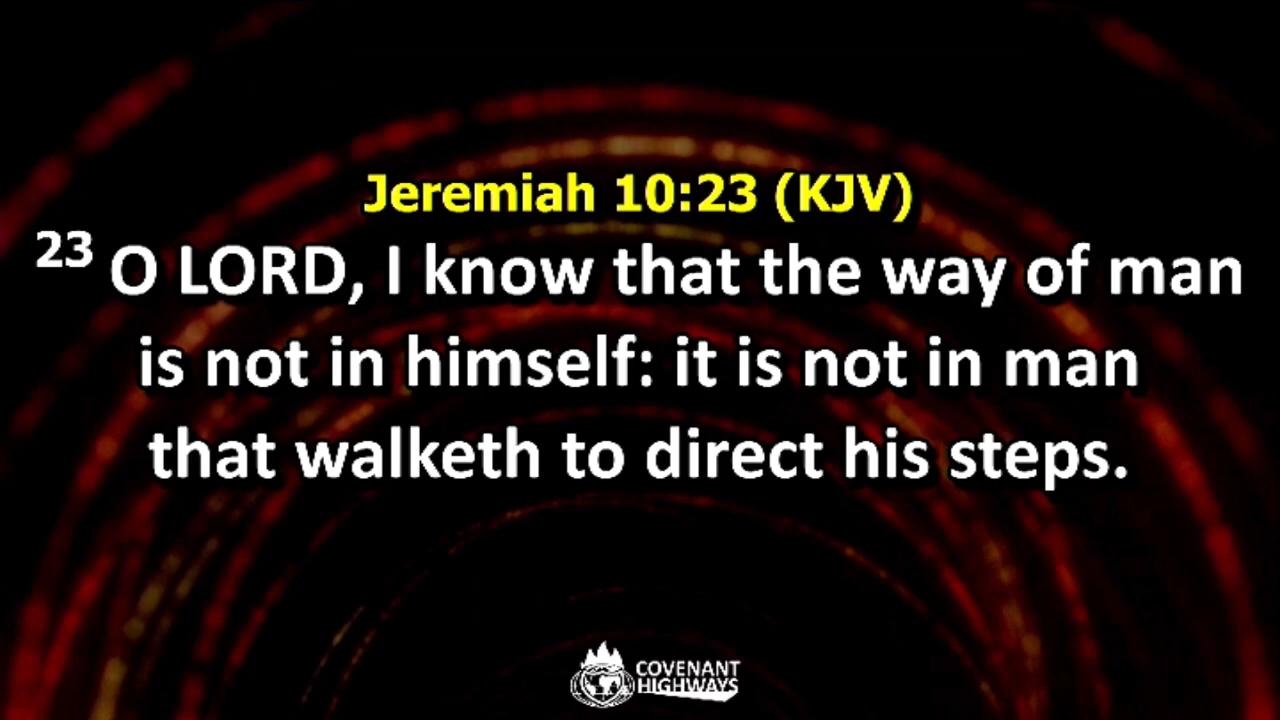 Jeremiah 10:23 (KJV)
23 O LORD, I know that the way of man
is not in himself: it is not in man
that walketh to direct his steps.
COVENANT
HIGHWAYS